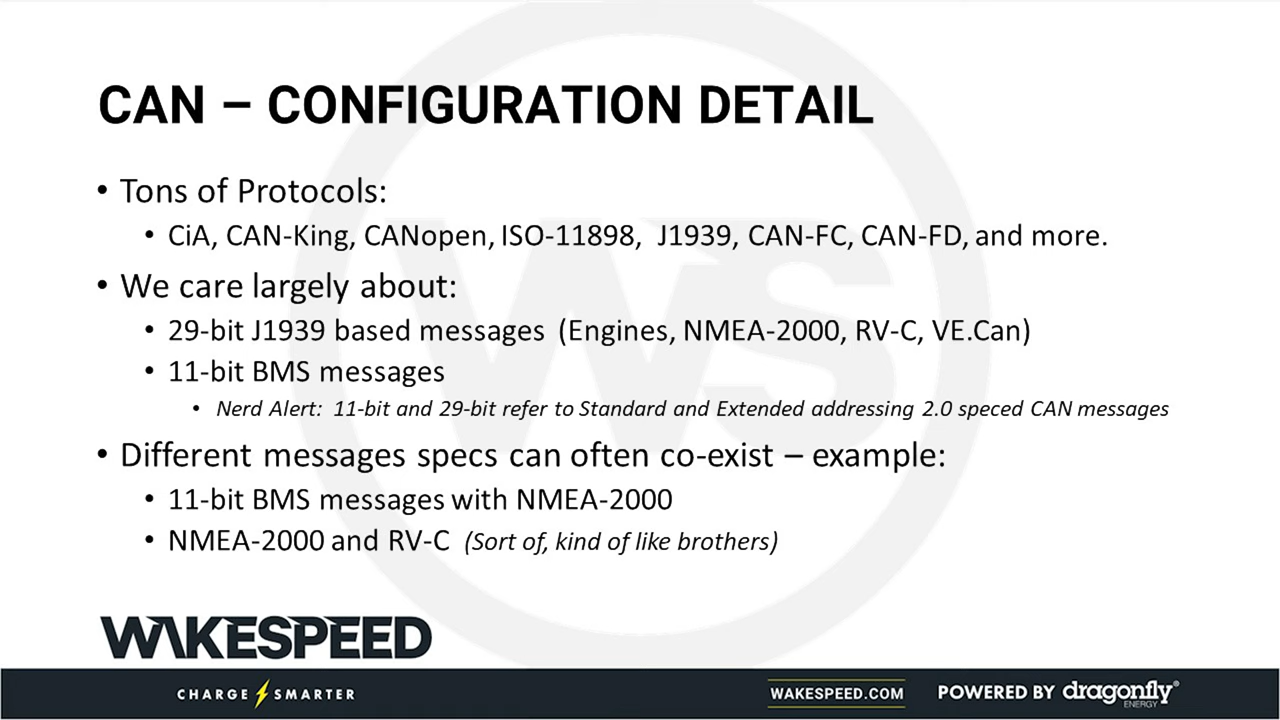 CAN – CONFIGURATION DETAIL
• Tons of Protocols:
• CiA, CAN-King, CANopen, ISO-11898, J1939, CAN-FC, CAN-FD, and more.
• We care largely about:
• 29-bit J1939 based messages (Engines, NMEA-2000, RV-C, VE.Can)
• 11-bit BMS messages
• Nerd Alert: 11-bit and 29-bit refer to Standard and Extended addressing 2.0 speced CAN messages
• Different messages specs can often co-exist – example:
• 11-bit BMS messages with NMEA-2000
• NMEA-2000 and RV-C (Sort of, kind of like brothers)
WS
WAKESPEED
CHARGE SMARTER
WAKESPEED.COM
POWERED BY dragonfly®
ENERGY